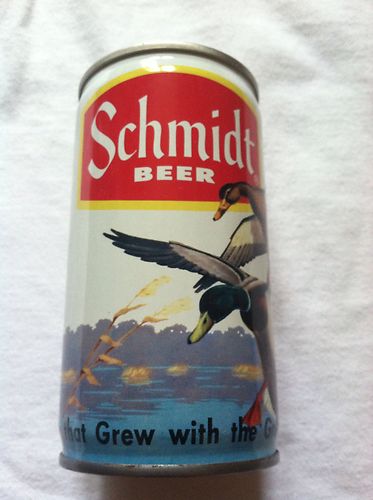 Schmidt
BEER
that Grew with the